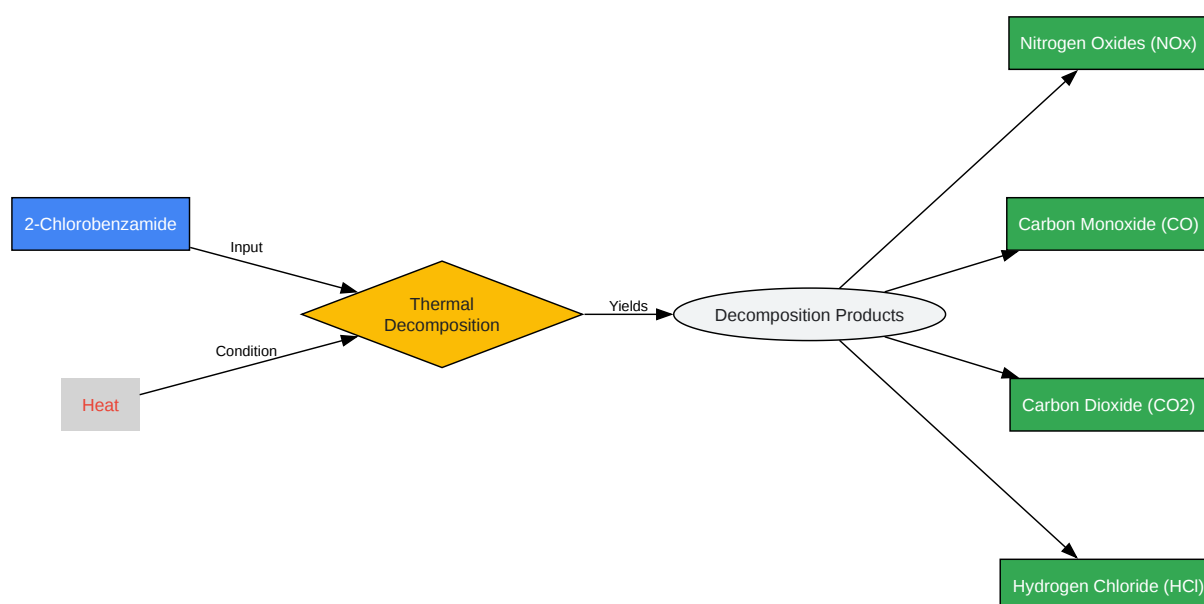 Nitrogen Oxides (NOx)
2-Chlorobenzamide
Input
Carbon Monoxide (CO)
Thermal
Decomposition
Yields
Decomposition Products
Condition
Heat
Carbon Dioxide (CO2)
Hydrogen Chloride (HCl)